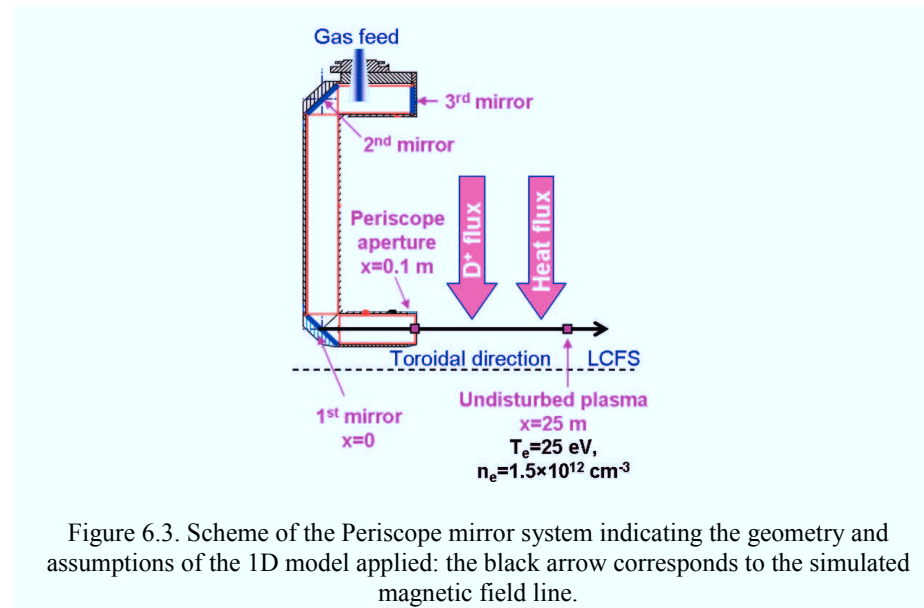 Gas feed
3rd mirror
2nd mirror
Periscope
aperture
x=0.1 m
D+ flux
Heat flux
Toroidal direction
LCFS
1st mirror
x=0
Undisturbed plasma
x=25 m
Te=25 eV,
ne=1.5×10¹² cm⁻³
Figure 6.3. Scheme of the Periscope mirror system indicating the geometry and
assumptions of the 1D model applied: the black arrow corresponds to the simulated
magnetic field line.